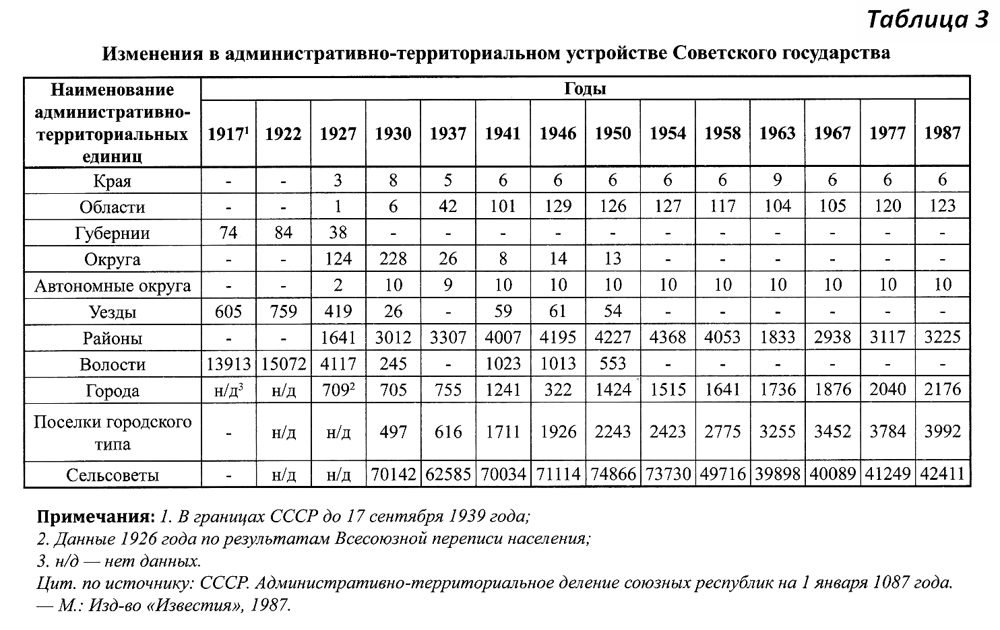 Таблица 3
Изменения в административно-территориальном устройстве Советского государства
Наименование административно-территориальных единиц Годы
1917¹ 1922 1927 1930 1937 1941 1946 1950 1954 1958 1963 1967 1977 1987
Края - - 3 8 5 6 6 6 6 6 9 6 6 6
Области - - 1 6 42 101 129 126 127 117 104 105 120 123
Губернии 74 84 38 - - - - - - - - - - -
Округа - - 124 228 26 8 14 13 - - - - - -
Автономные округа - - 2 10 9 10 10 10 10 10 10 10 10 10
Уезды 605 759 419 26 - 59 61 54 - - - - - -
Районы - - 1641 3012 3307 4007 4195 4227 4368 4053 1833 2938 3117 3225
Волости 13913 15072 4117 245 - 1023 1013 553 - - - - - -
Города н/д³ н/д 709² 705 755 1241 322 1424 1515 1641 1736 1876 2040 2176
Поселки городского типа - н/д н/д 497 616 1711 1926 2243 2423 2775 3255 3452 3784 3992
Сельсоветы - н/д н/д 70142 62585 70034 71114 74866 73730 49716 39898 40089 41249 42411
Примечания: 1. В границах СССР до 17 сентября 1939 года;
2. Данные 1926 года по результатам Всесоюзной переписи населения;
3. н/д — нет данных.
Цит. по источнику: СССР. Административно-территориальное деление союзных республик на 1 января 1087 года.
— М.: Изд-во «Известия», 1987.